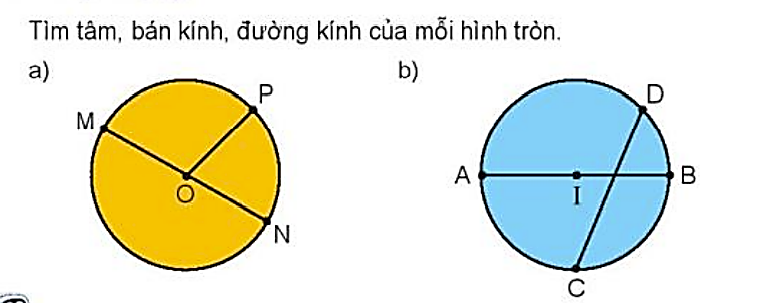 Tìm tâm, bán kính, đường kính của mỗi hình tròn.
a) b)
P D
M
A B
O I
N
C